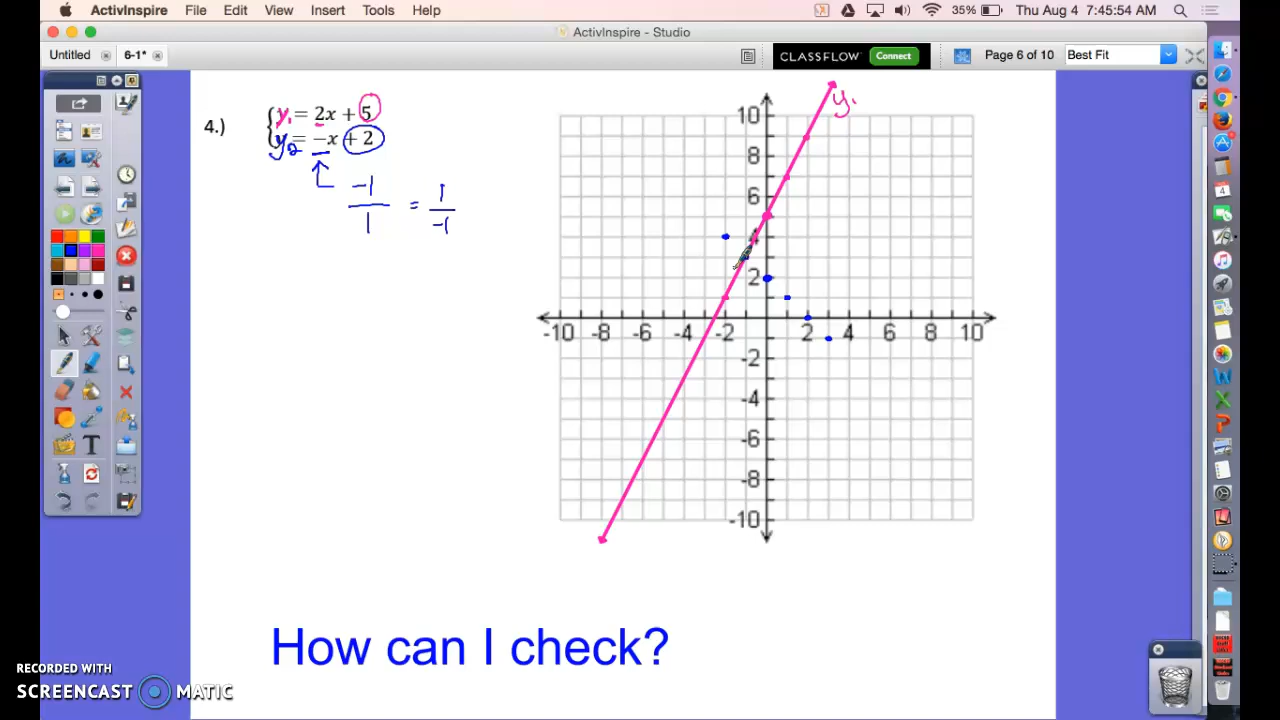 ActivInspire File Edit View Insert Tools Help 35% Thu Aug 4 7:45:54 AM
ActivInspire - Studio
Untitled 6-1* CLASSFLOW Connect Page 6 of 10 Best Fit
4.) y₁ = 2x + 5
y₂ = -x + 2
-1/1 = 1/-1
y₁
10
8
6
4
2
-10 -8 -6 -4 -2 2 4 6 8 10
-2
-4
-6
-8
-10
How can I check?
RECORDED WITH
SCREENCAST MATIC